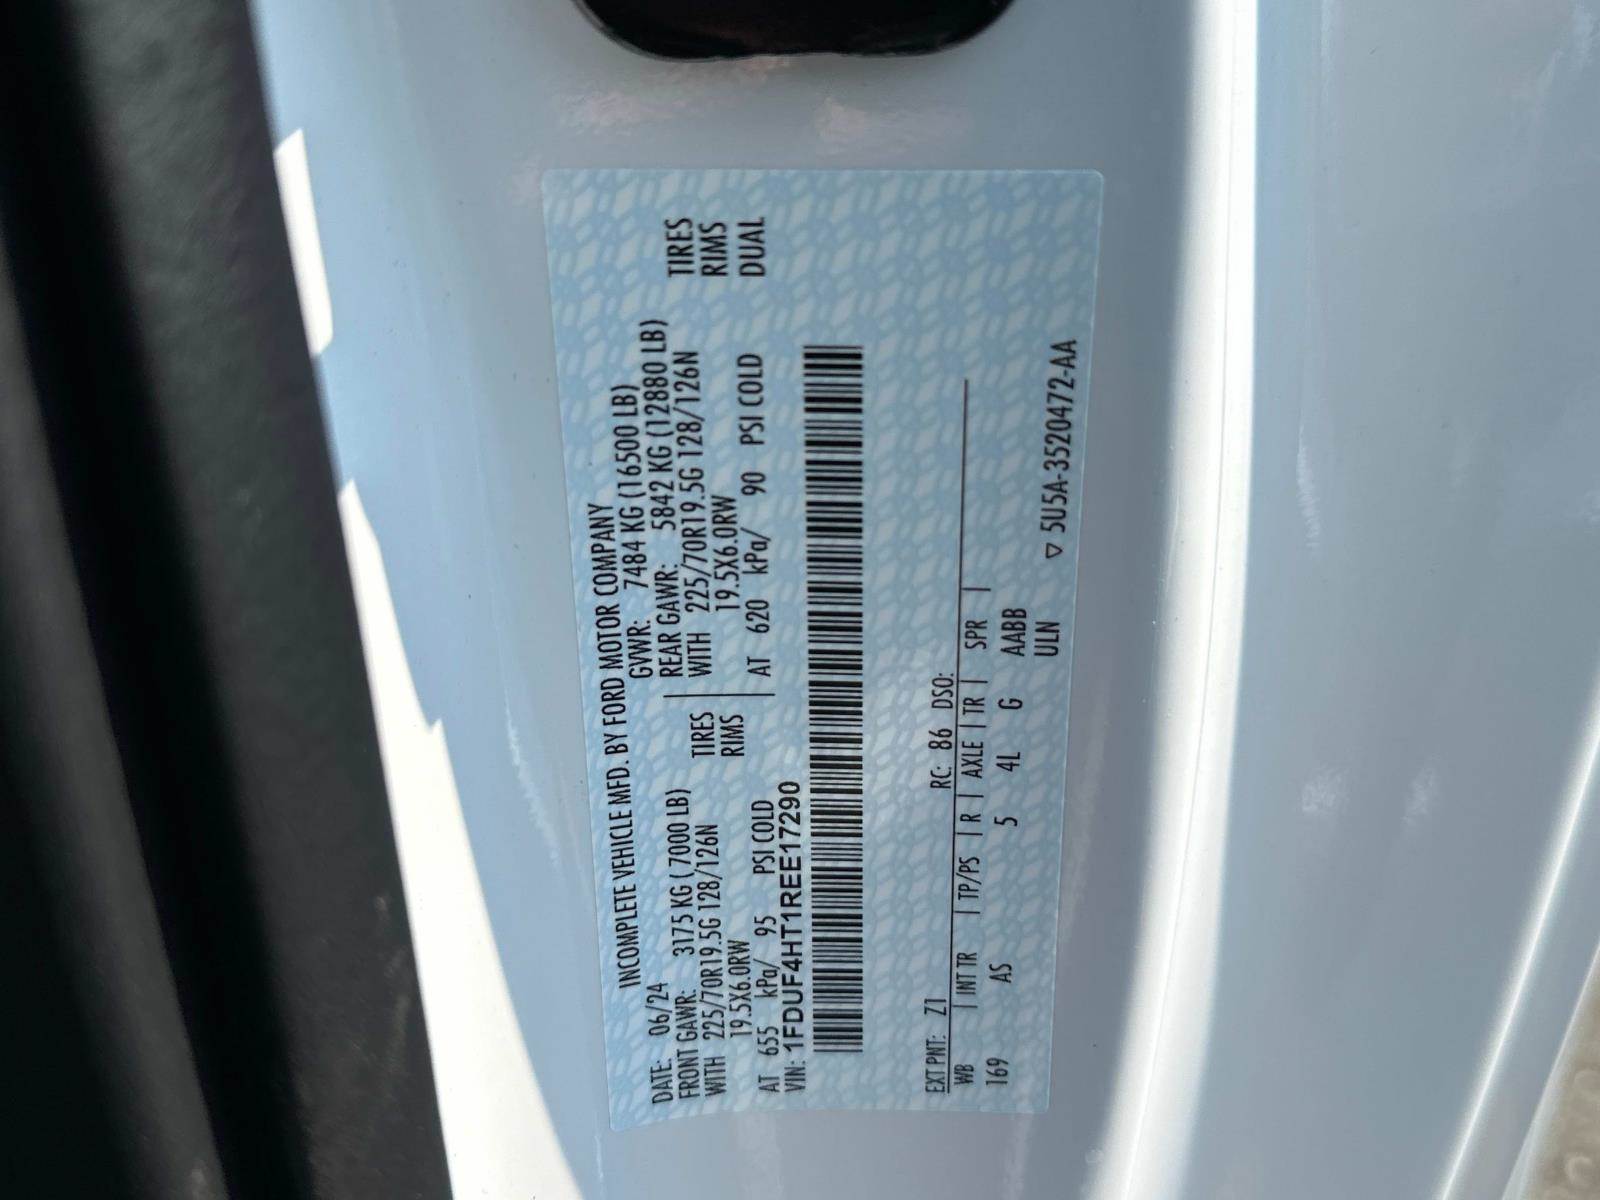 INCOMPLETE VEHICLE MFD. BY FORD MOTOR COMPANY
DATE: 06/24 GVWR: 7484 KG (16500 LB)
FRONT GAWR: 3175 KG ( 7000 LB) REAR GAWR: 5842 KG (12880 LB)
WITH 225/70R19.5G 128/126N TIRES WITH 225/70R19.5G 128/126N TIRES
19.5X6.0RW RIMS 19.5X6.0RW RIMS
AT 655 kPa/ 95 PSI COLD AT 620 kPa/ 90 PSI COLD DUAL
VIN: 1FDUF4HT1REE17290
EXT PNT: Z1 RC: 86 DSO:
WB | INT TR | TP/PS | R | AXLE | TR | SPR |
169 AS 5 4L G AABB
ULN ▽ 5U5A-3520472-AA